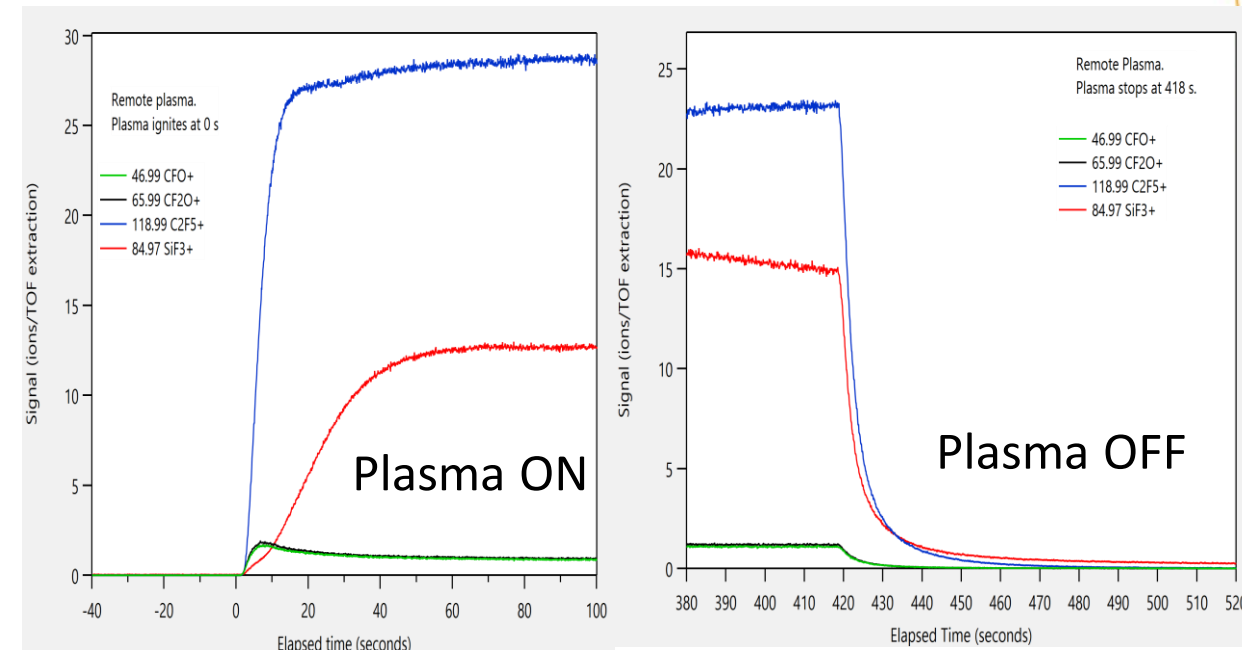 Signal (ions/TOF extraction)
30
25
20
15
10
5
0
Remote plasma.
Plasma ignites at 0 s
46.99 CFO+
65.99 CF2O+
118.99 C2F5+
84.97 SiF3+
Plasma ON
-40 -20 0 20 40 60 80 100
Elapsed time (seconds)
Signal (ions/TOF extraction)
25
20
15
10
5
0
Remote Plasma.
Plasma stops at 418 s.
46.99 CFO+
65.99 CF2O+
118.99 C2F5+
84.97 SiF3+
Plasma OFF
380 390 400 410 420 430 440 450 460 470 480 490 500 510 520
Elapsed Time (seconds)